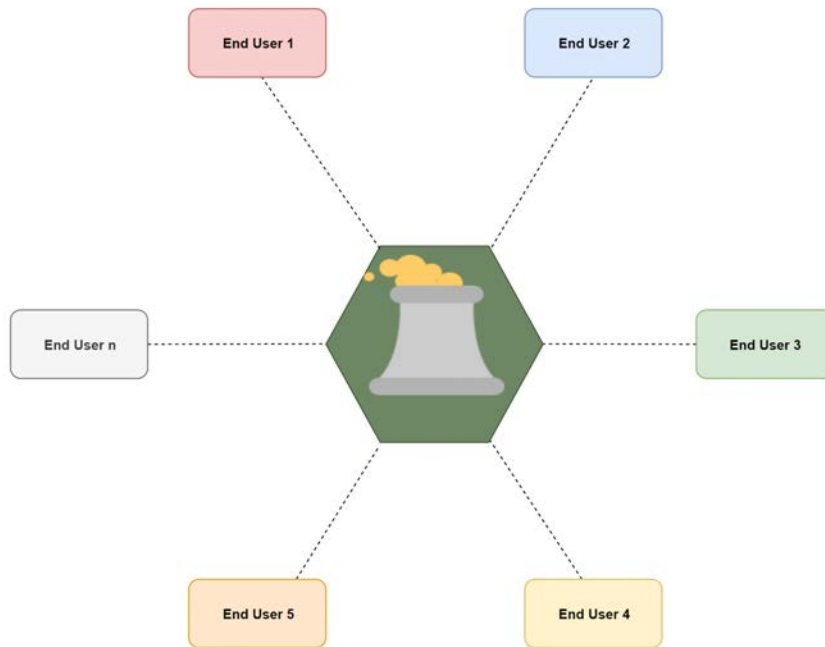 End User 1
End User 2
End User n
End User 3
End User 5
End User 4